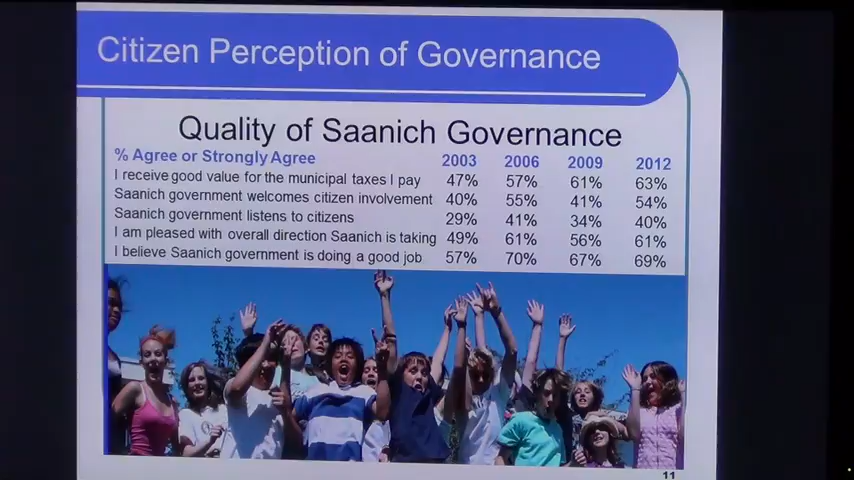 Citizen Perception of Governance
Quality of Saanich Governance
% Agree or Strongly Agree 2003 2006 2009 2012
I receive good value for the municipal taxes I pay 47% 57% 61% 63%
Saanich government welcomes citizen involvement 40% 55% 41% 54%
Saanich government listens to citizens 29% 41% 34% 40%
I am pleased with overall direction Saanich is taking 49% 61% 56% 61%
I believe Saanich government is doing a good job 57% 70% 67% 69%
11